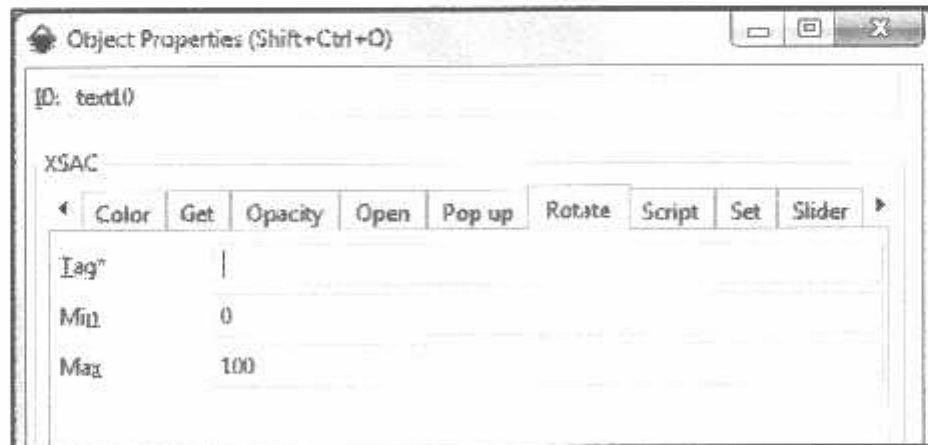 Object Properties (Shift+Ctrl+O)
ID: text10
XSAC
Color Get Opacity Open Pop up Rotate Script Set Slider
Tag*
Min 0
Max 100